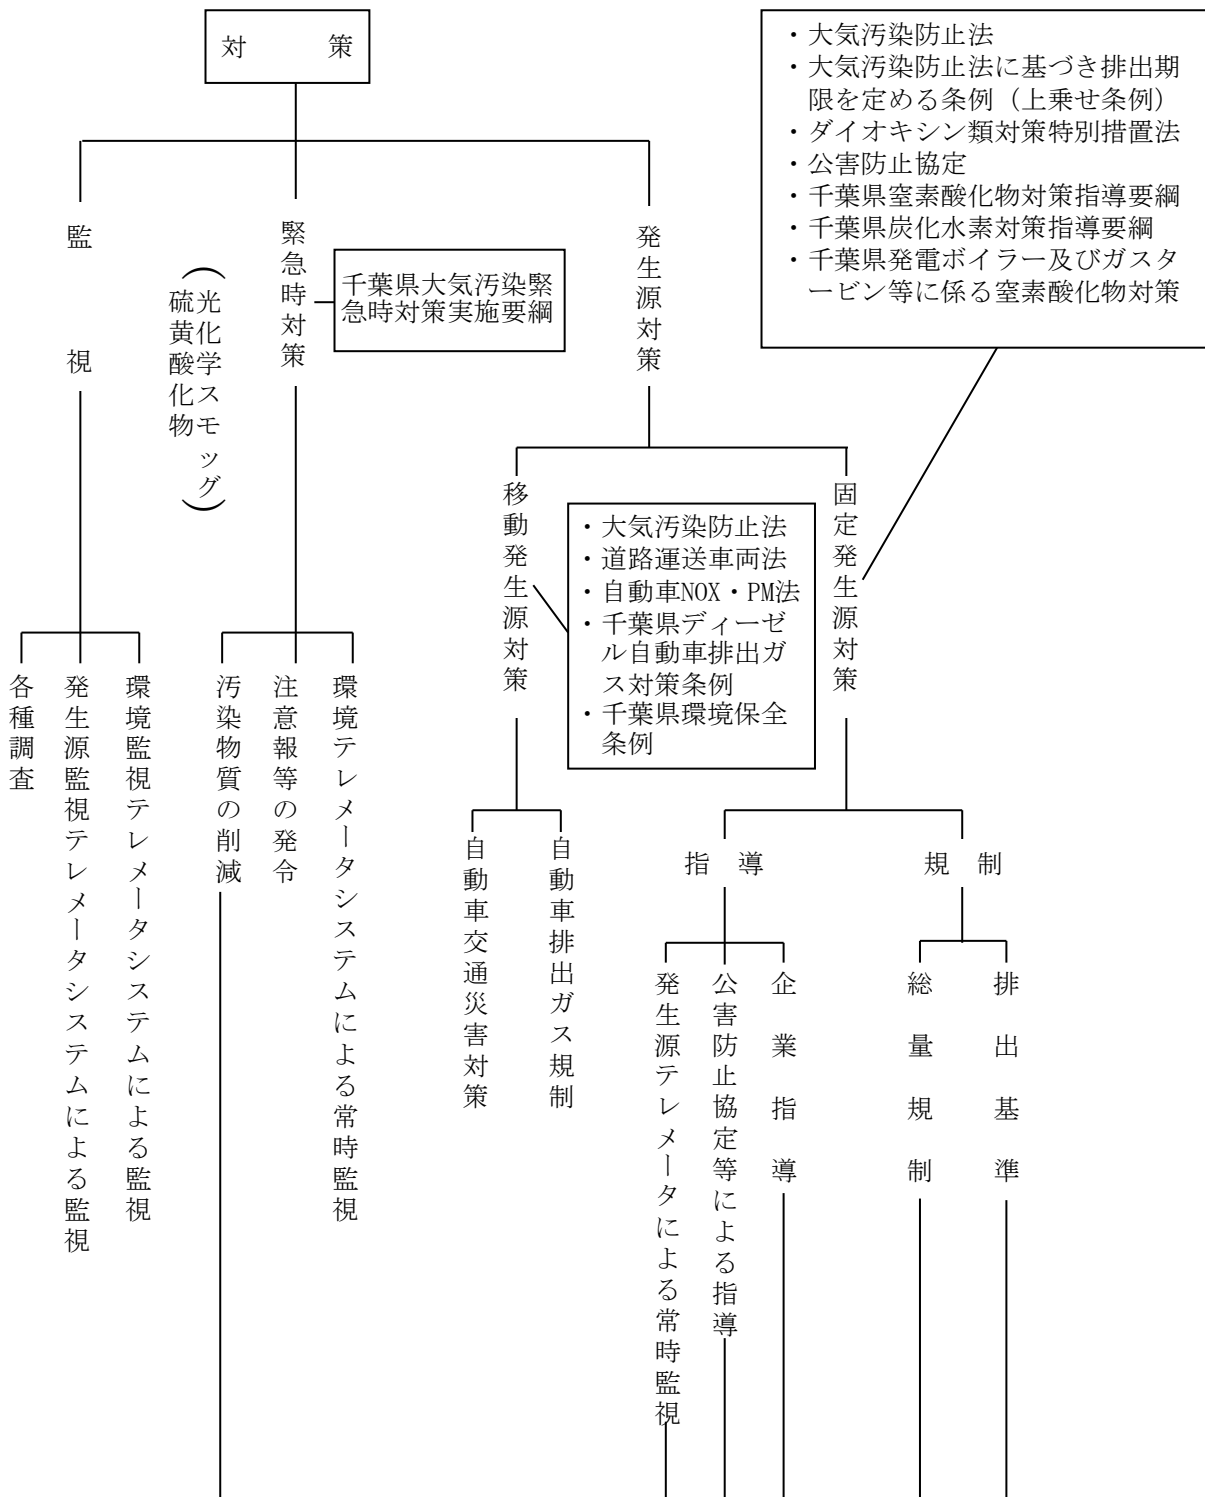 対　　策
・大気汚染防止法
・大気汚染防止法に基づき排出期
限を定める条例（上乗せ条例）
・ダイオキシン類対策特別措置法
・公害防止協定
・千葉県窒素酸化物対策指導要綱
・千葉県炭化水素対策指導要綱
・千葉県発電ボイラー及びガスタ
ービン等に係る窒素酸化物対策
監　視
緊急時対策
（光化学スモッグ
硫黄酸化物）
千葉県大気汚染緊
急時対策実施要綱
発生源対策
移動発生源対策
・大気汚染防止法
・道路運送車両法
・自動車NOX・PM法
・千葉県ディーゼ
ル自動車排出ガ
ス対策条例
・千葉県環境保全
条例
固定発生源対策
各種調査
発生源監視テレメータシステムによる監視
環境監視テレメータシステムによる監視
汚染物質の削減
注意報等の発令
環境テレメータシステムによる常時監視
自動車交通災害対策
自動車排出ガス規制
指　導
規　制
発生源テレメータによる常時監視
公害防止協定等による指導
企業指導
総量規制
排出基準